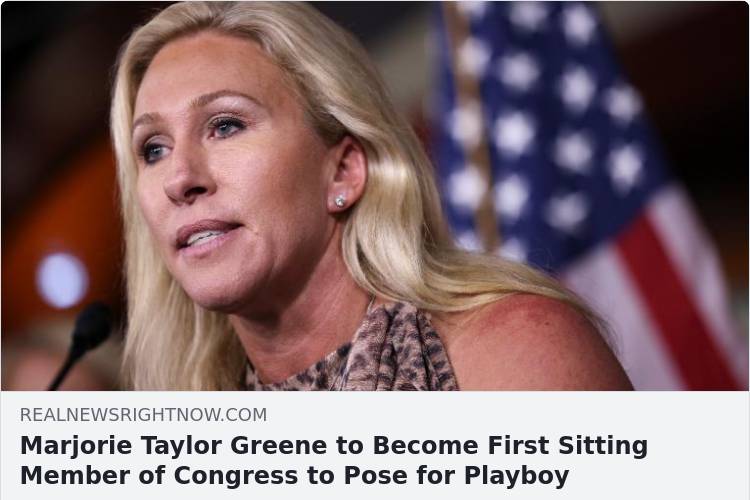 REALNEWSRIGHTNOW.COM
Marjorie Taylor Greene to Become First Sitting
Member of Congress to Pose for Playboy